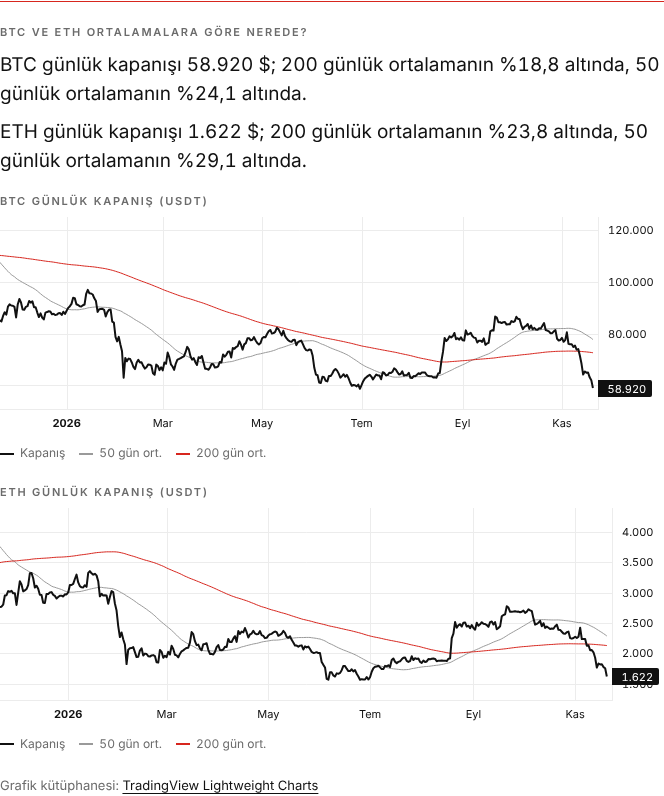 BTC VE ETH ORTALAMALARA GÖRE NEREDE?
BTC günlük kapanışı 58.920 $; 200 günlük ortalamanın %18,8 altında, 50
günlük ortalamanın %24,1 altında.
ETH günlük kapanışı 1.622 $; 200 günlük ortalamanın %23,8 altında, 50
günlük ortalamanın %29,1 altında.
BTC GÜNLÜK KAPANIŞ (USDT)
120.000
100.000
80.000
58.920
2026 Mar May Tem Eyl Kas
Kapanış 50 gün ort. 200 gün ort.
ETH GÜNLÜK KAPANIŞ (USDT)
4.000
3.500
3.000
2.500
2.000
1.622
1.500
2026 Mar May Tem Eyl Kas
Kapanış 50 gün ort. 200 gün ort.
Grafik kütüphanesi: TradingView Lightweight Charts